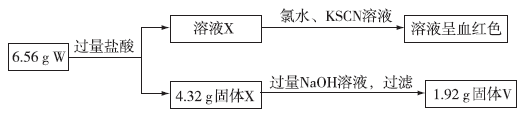 6.56 g W
过量盐酸
溶液X
氯水、KSCN溶液
溶液呈血红色
4.32 g固体X
过量NaOH溶液，过滤
1.92 g固体V